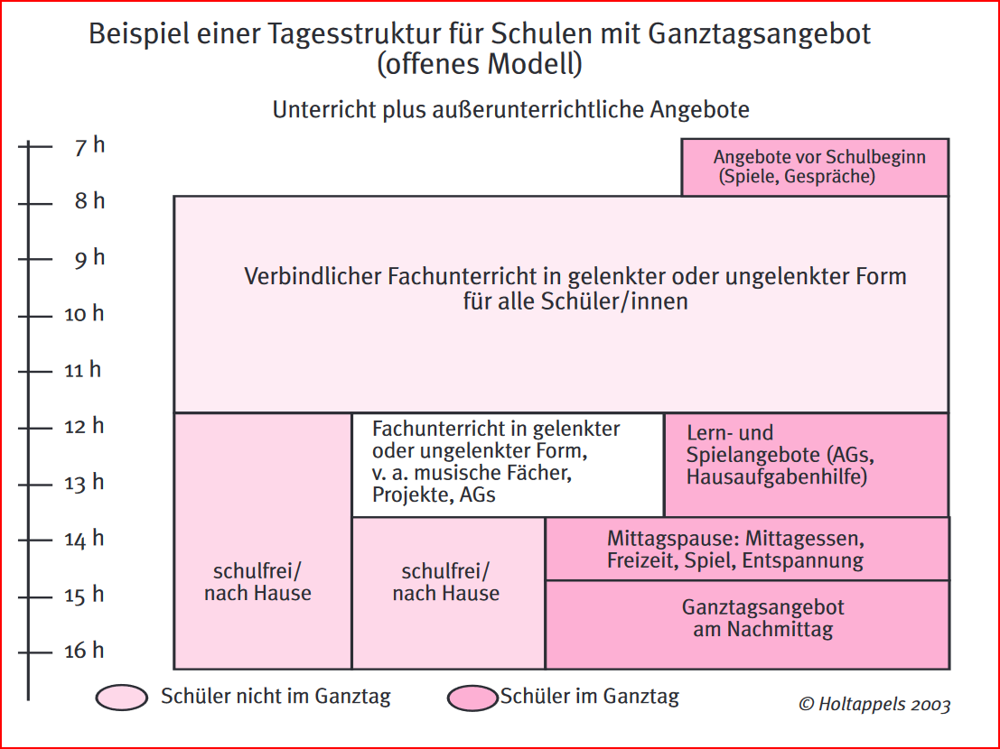 Beispiel einer Tagesstruktur für Schulen mit Ganztagsangebot
(offenes Modell)
Unterricht plus außerunterrichtliche Angebote
7 h
Angebote vor Schulbeginn
(Spiele, Gespräche)
8 h
9 h
Verbindlicher Fachunterricht in gelenkter oder ungelenkter Form
für alle Schüler/innen
10 h
11 h
12 h
Fachunterricht in gelenkter
oder ungelenkter Form,
v. a. musische Fächer,
Projekte, AGs
Lern- und
Spielangebote (AGs,
Hausaufgabenhilfe)
13 h
14 h
Mittagspause: Mittagessen,
Freizeit, Spiel, Entspannung
schulfrei/
nach Hause
schulfrei/
nach Hause
15 h
Ganztagsangebot
am Nachmittag
16 h
Schüler nicht im Ganztag
Schüler im Ganztag
© Holtappels 2003